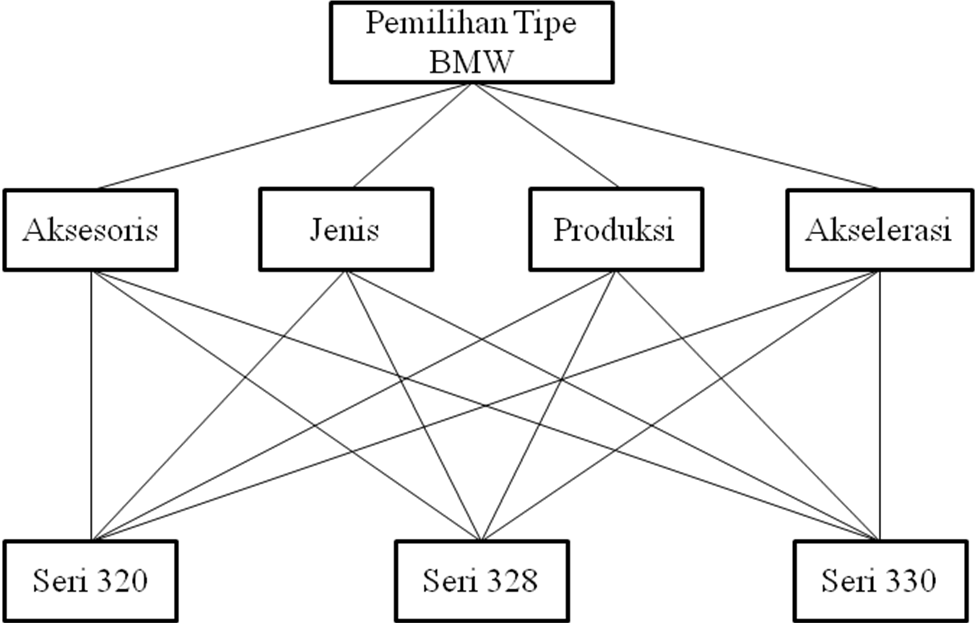 Pemilihan Tipe
BMW
Aksesoris
Jenis
Produksi
Akselerasi
Seri 320
Seri 328
Seri 330